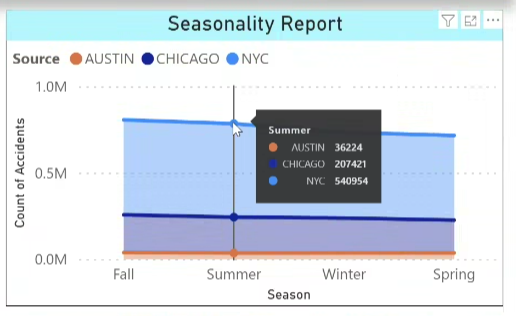 Seasonality Report
Source AUSTIN CHICAGO NYC
1.0M
0.5M
0.0M
Count of Accidents
Summer
AUSTIN 36224
CHICAGO 207421
NYC 540954
Fall Summer Winter Spring
Season